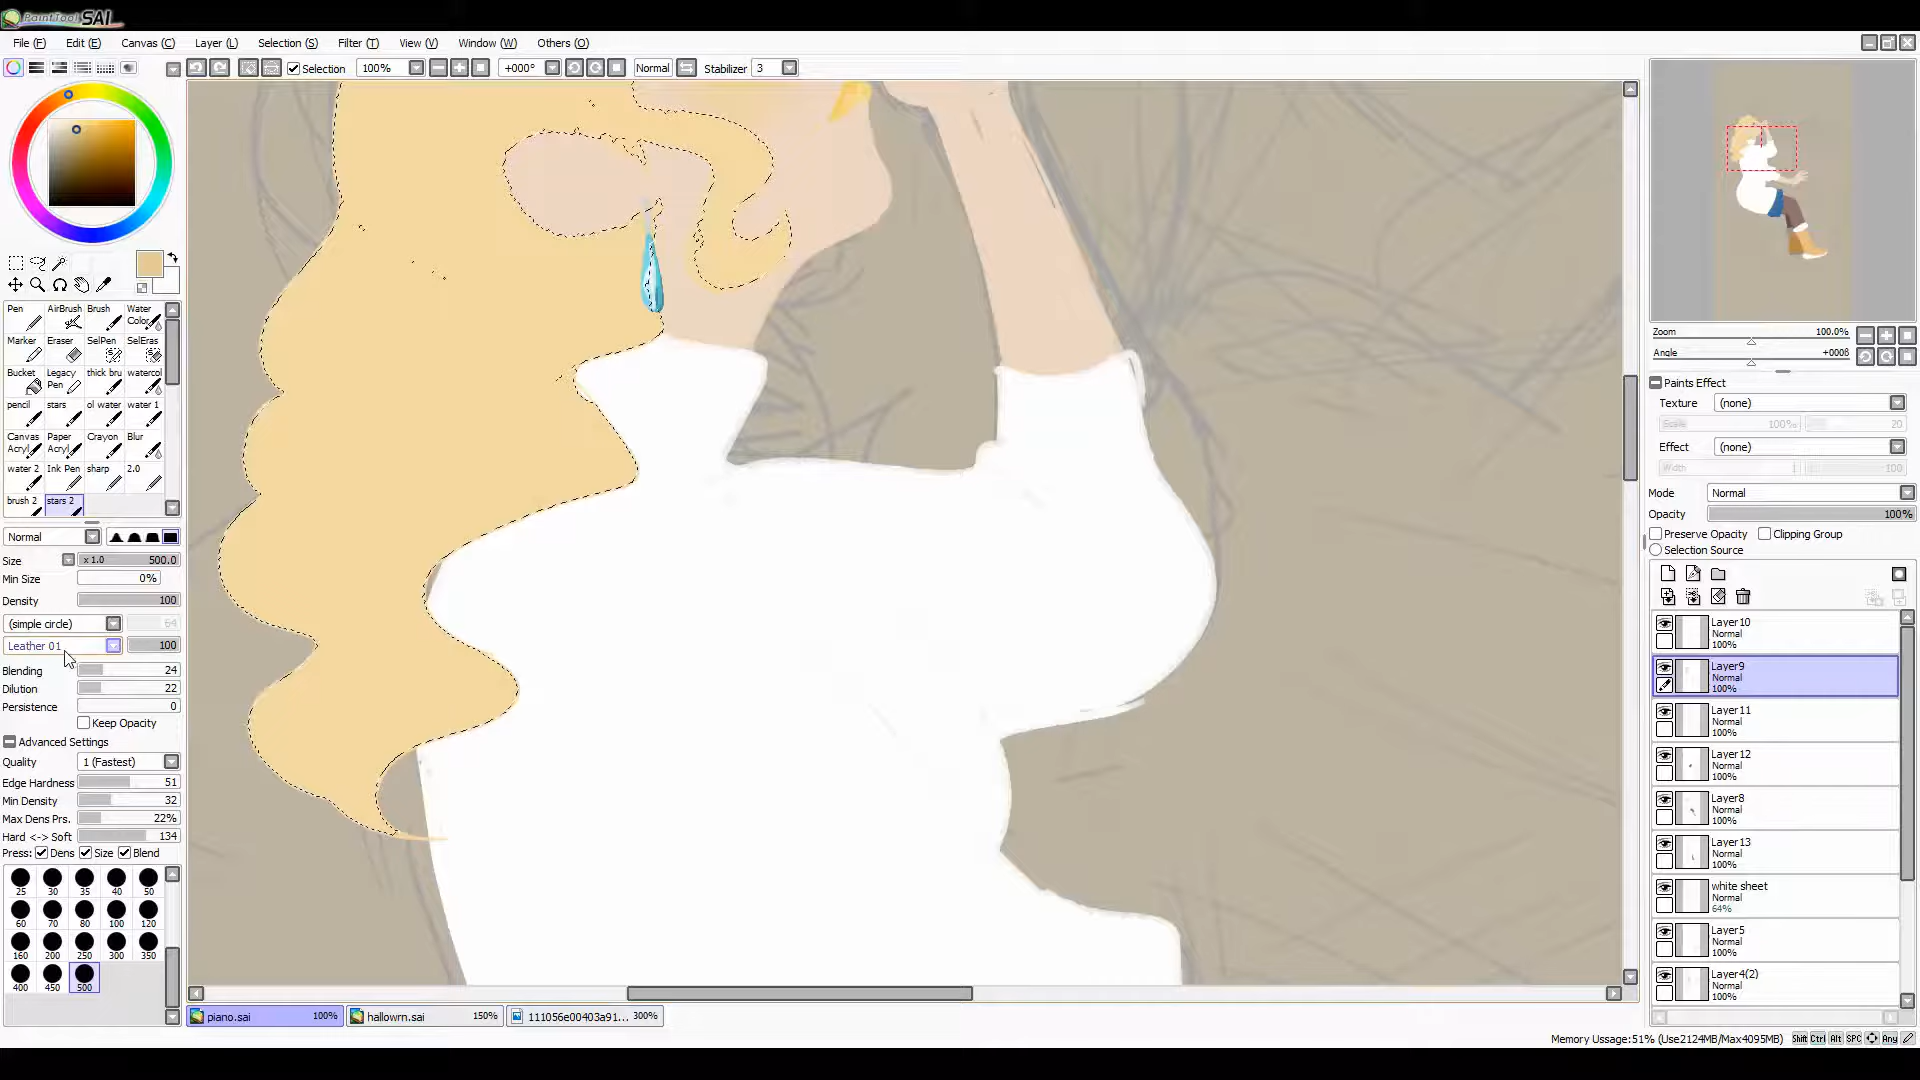 PaintTool SAI
File (F) Edit (E) Canvas (C) Layer (L) Selection (S) Filter (T) View (V) Window (W) Others (O)
Selection 100% +000° Normal Stabilizer 3
Zoom 100.0%
Angle +000ß
Paints Effect
Texture (none)
Scale 100% 20
Effect (none)
Width 1 100
Mode Normal
Opacity 100%
Preserve Opacity Clipping Group
Selection Source
Layer10
Normal
100%
Layer9
Normal
100%
Layer11
Normal
100%
Layer12
Normal
100%
Layer8
Normal
100%
Layer13
Normal
100%
white sheet
Normal
64%
Layer5
Normal
100%
Layer4(2)
Normal
100%
Pen AirBrush Brush Water Color
Marker Eraser SelPen SelEras
Bucket Legacy Pen thick bru watercol
pencil stars ol water water 1
Canvas Acryl Paper Acryl Crayon Blur
water 2 Ink Pen sharp 2.0
brush 2 stars 2
Normal
Size x 1.0 500.0
Min Size 0%
Density 100
(simple circle) 64
Leather 01 100
Blending 24
Dilution 22
Persistence 0
Keep Opacity
Advanced Settings
Quality 1 (Fastest)
Edge Hardness 51
Min Density 32
Max Dens Prs. 22%
Hard <-> Soft 134
Press: Dens Size Blend
25 30 35 40 50
60 70 80 100 120
160 200 250 300 350
400 450 500
piano.sai 100% hallowrn.sai 150% 111056e00403a91... 300%
Memory Ussage:51% (Use2124MB/Max4095MB) Shift Ctrl Alt SPC Any